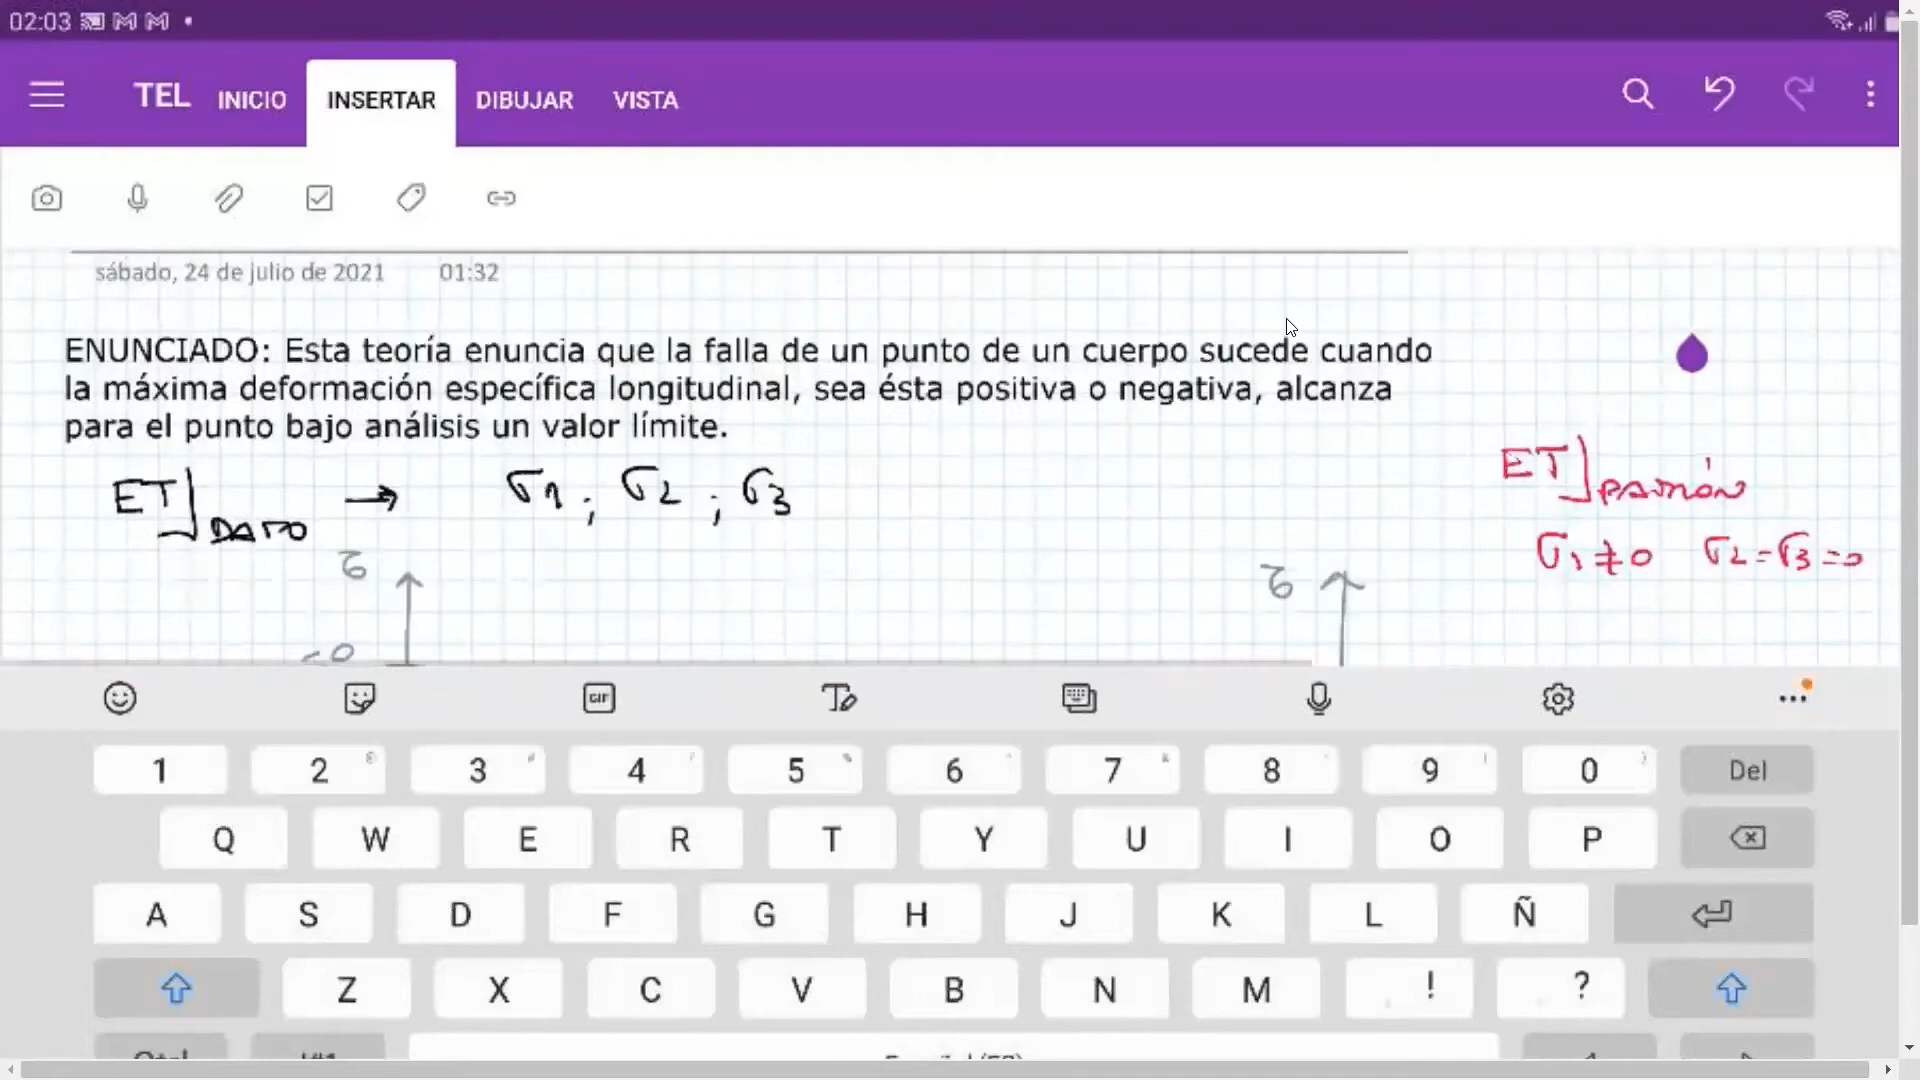 02:03
TEL INICIO INSERTAR DIBUJAR VISTA
sábado, 24 de julio de 2021 01:32
ENUNCIADO: Esta teoría enuncia que la falla de un punto de un cuerpo sucede cuando
la máxima deformación específica longitudinal, sea ésta positiva o negativa, alcanza
para el punto bajo análisis un valor límite.
ET] DATO → σ1 ; σ2 ; σ3
ET] PATRÓN
σ1 ≠ 0 σ2 = σ3 = 0
GIF
1 2 3 4 5 6 7 8 9 0 Del
Q W E R T Y U I O P
A S D F G H J K L Ñ
Z X C V B N M ! ?